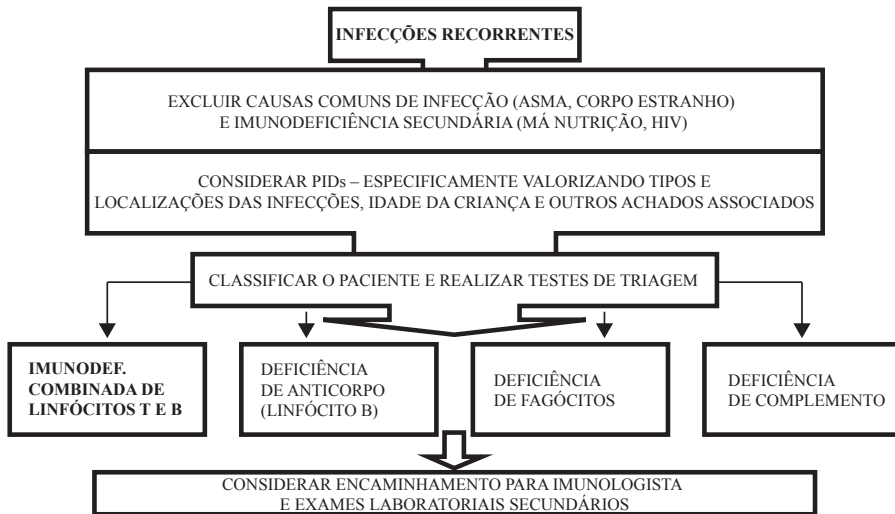 INFECÇÕES RECORRENTES
EXCLUIR CAUSAS COMUNS DE INFECÇÃO (ASMA, CORPO ESTRANHO)
E IMUNODEFICIÊNCIA SECUNDÁRIA (MÁ NUTRIÇÃO, HIV)
CONSIDERAR PIDs – ESPECIFICAMENTE VALORIZANDO TIPOS E
LOCALIZAÇÕES DAS INFECÇÕES, IDADE DA CRIANÇA E OUTROS ACHADOS ASSOCIADOS
CLASSIFICAR O PACIENTE E REALIZAR TESTES DE TRIAGEM
IMUNODEF.
COMBINADA DE
LINFÓCITOS T E B
DEFICIÊNCIA
DE ANTICORPO
(LINFÓCITO B)
DEFICIÊNCIA
DE FAGÓCITOS
DEFICIÊNCIA
DE COMPLEMENTO
CONSIDERAR ENCAMINHAMENTO PARA IMUNOLOGISTA
E EXAMES LABORATORIAIS SECUNDÁRIOS